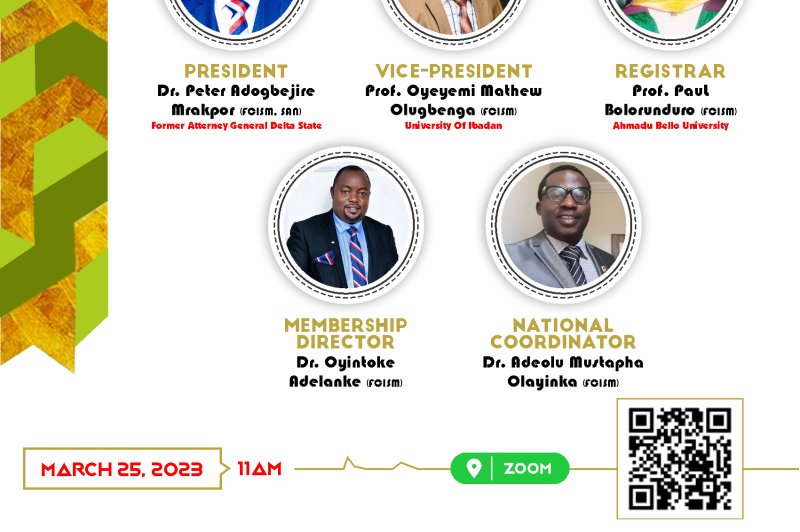 PRESIDENT
Dr. Peter Adogbejire
Mrakpor (FCISM, SAN)
Former Atterney General Delta State
VICE-PRESIDENT
Prof. Oyeyemi Mathew
Olugbenga (FCISM)
University Of Ibadan
REGISTRAR
Prof. Paul
Bolorunduro (FCISM)
Ahmadu Bello University
MEMBERSHIP
DIRECTOR
Dr. Oyintoke
Adelanke (FCISM)
NATIONAL
COORDINATOR
Dr. Adeolu Mustapha
Olayinka (FCISM)
MARCH 25, 2023
11AM
ZOOM